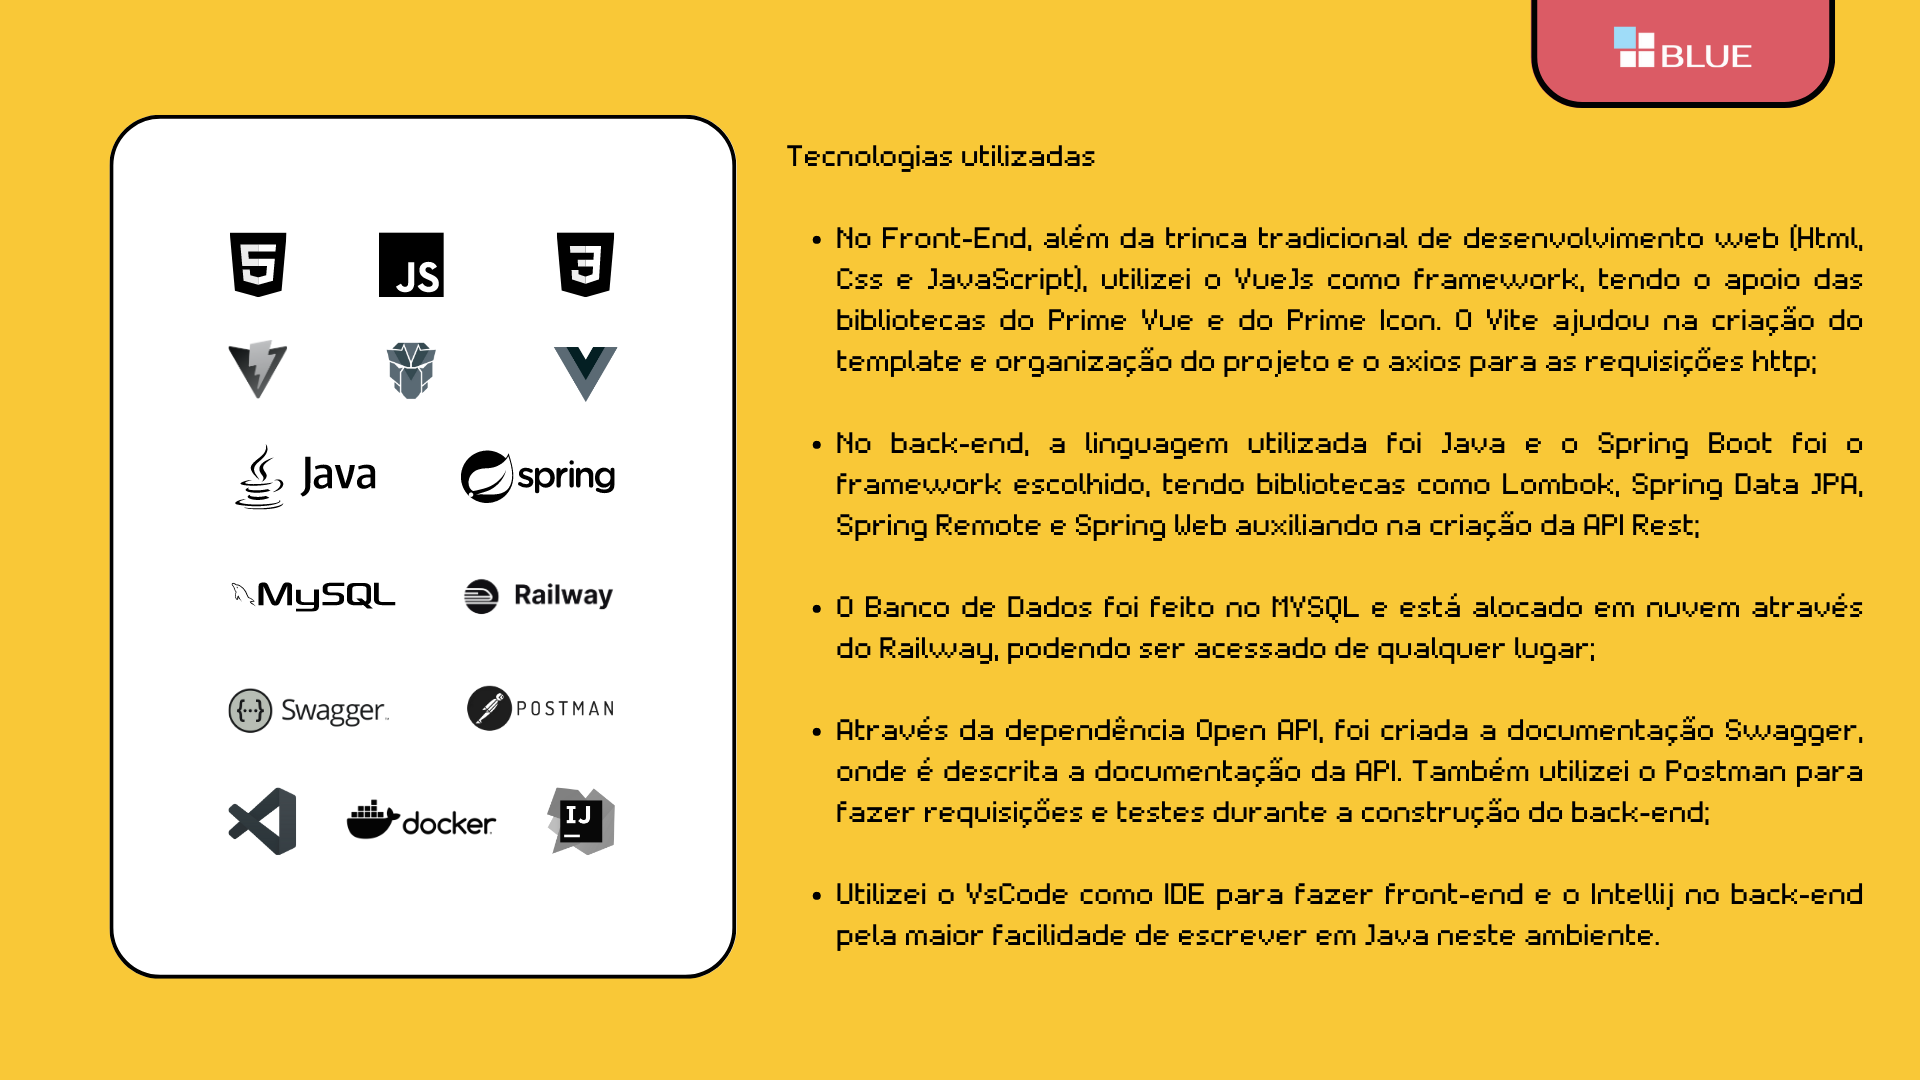 BLUE
Tecnologias utilizadas
• No Front-End, além da trinca tradicional de desenvolvimento web (Html,
Css e JavaScript), utilizei o VueJs como framework, tendo o apoio das
bibliotecas do Prime Vue e do Prime Icon. O Vite ajudou na criação do
template e organização do projeto e o axios para as requisições http;
• No back-end, a linguagem utilizada foi Java e o Spring Boot foi o
framework escolhido, tendo bibliotecas como Lombok, Spring Data JPA,
Spring Remote e Spring Web auxiliando na criação da API Rest;
• O Banco de Dados foi feito no MYSQL e está alocado em nuvem através
do Railway, podendo ser acessado de qualquer lugar;
• Através da dependência Open API, foi criada a documentação Swagger,
onde é descrita a documentação da API. Também utilizei o Postman para
fazer requisições e testes durante a construção do back-end;
• Utilizei o VsCode como IDE para fazer front-end e o Intellij no back-end
pela maior facilidade de escrever em Java neste ambiente.
5 JS 3
Java spring
MySQL Railway
{···} Swagger™ POSTMAN
docker IJ